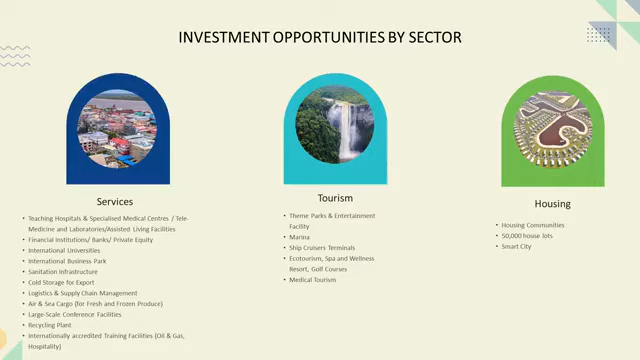 INVESTMENT OPPORTUNITIES BY SECTOR
Services
• Teaching Hospitals & Specialised Medical Centres / Tele-
Medicine and Laboratories/Assisted Living Facilities
• Financial Institutions/ Banks/ Private Equity
• International Universities
• International Business Park
• Sanitation Infrastructure
• Cold Storage for Export
• Logistics & Supply Chain Management
• Air & Sea Cargo (for Fresh and Frozen Produce)
• Large-Scale Conference Facilities
• Recycling Plant
• Internationally accredited Training Facilities (Oil & Gas,
Hospitality)
Tourism
• Theme Parks & Entertainment
Facility
• Marina
• Ship Cruisers Terminals
• Ecotourism, Spa and Wellness
Resort, Golf Courses
• Medical Tourism
Housing
• Housing Communities
• 50,000 house lots
• Smart City